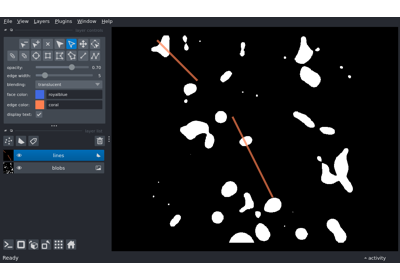 File View Layers Plugins Window Help
opacity: 0.70
edge width: 5
blending: translucent
face color: royalblue
edge color: coral
display text: ✓
lines
blobs
Ready activity